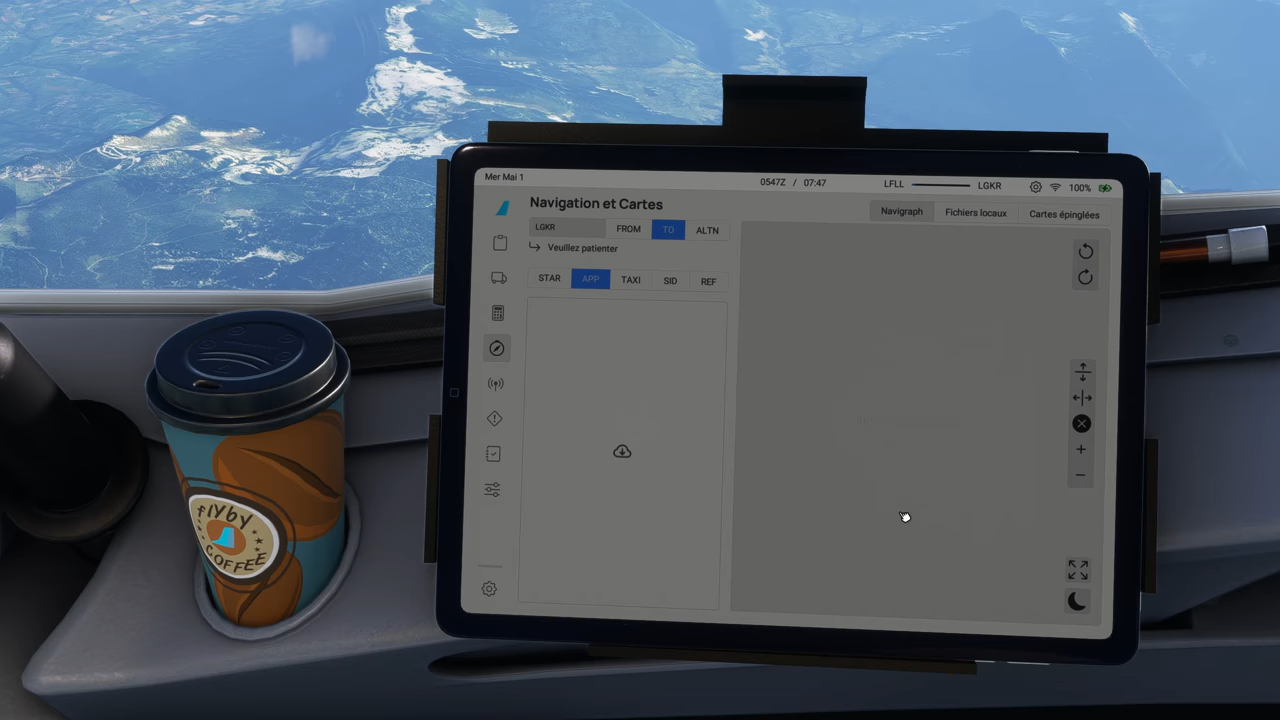 Mer Mai 1
0547Z / 07:47
LFLL LGKR
100%
Navigation et Cartes
Navigraph Fichiers locaux Cartes épinglées
LGKR FROM TO ALTN
Veuillez patienter
STAR APP TAXI SID REF
flyby
COFFEE